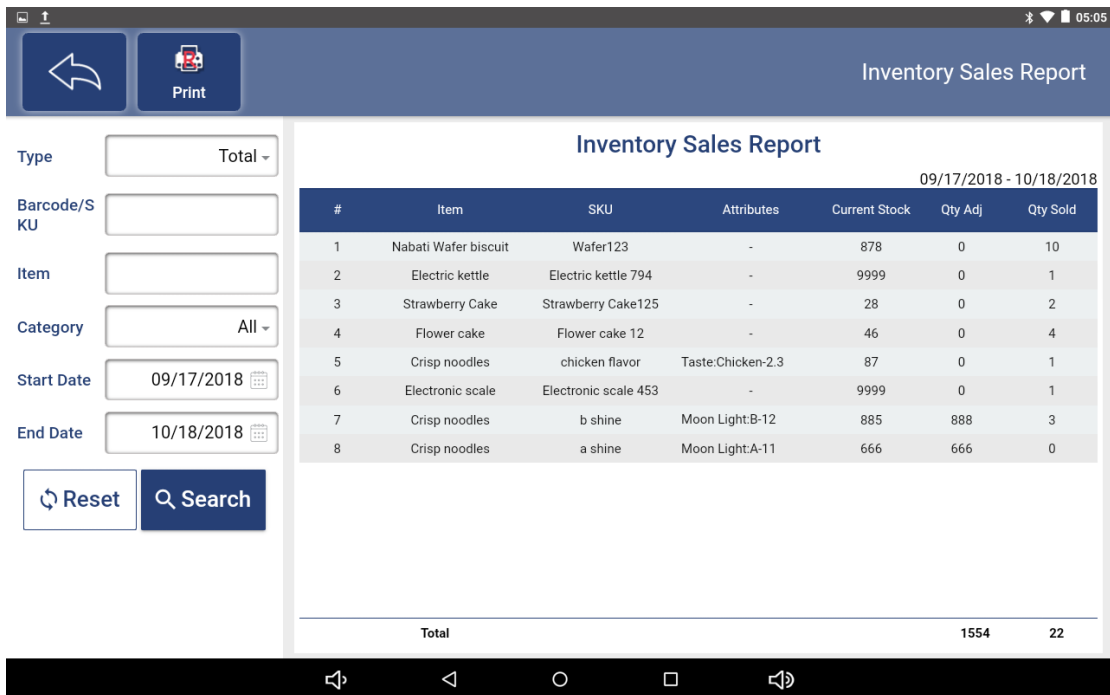 05:05
Print
Inventory Sales Report
Type
Total
Barcode/S
KU
Item
Category
All
Start Date
09/17/2018
End Date
10/18/2018
Reset
Search
Inventory Sales Report
09/17/2018 - 10/18/2018
# Item SKU Attributes Current Stock Qty Adj Qty Sold
1 Nabati Wafer biscuit Wafer123 - 878 0 10
2 Electric kettle Electric kettle 794 - 9999 0 1
3 Strawberry Cake Strawberry Cake125 - 28 0 2
4 Flower cake Flower cake 12 - 46 0 4
5 Crisp noodles chicken flavor Taste:Chicken-2.3 87 0 1
6 Electronic scale Electronic scale 453 - 9999 0 1
7 Crisp noodles b shine Moon Light:B-12 885 888 3
8 Crisp noodles a shine Moon Light:A-11 666 666 0
Total 1554 22